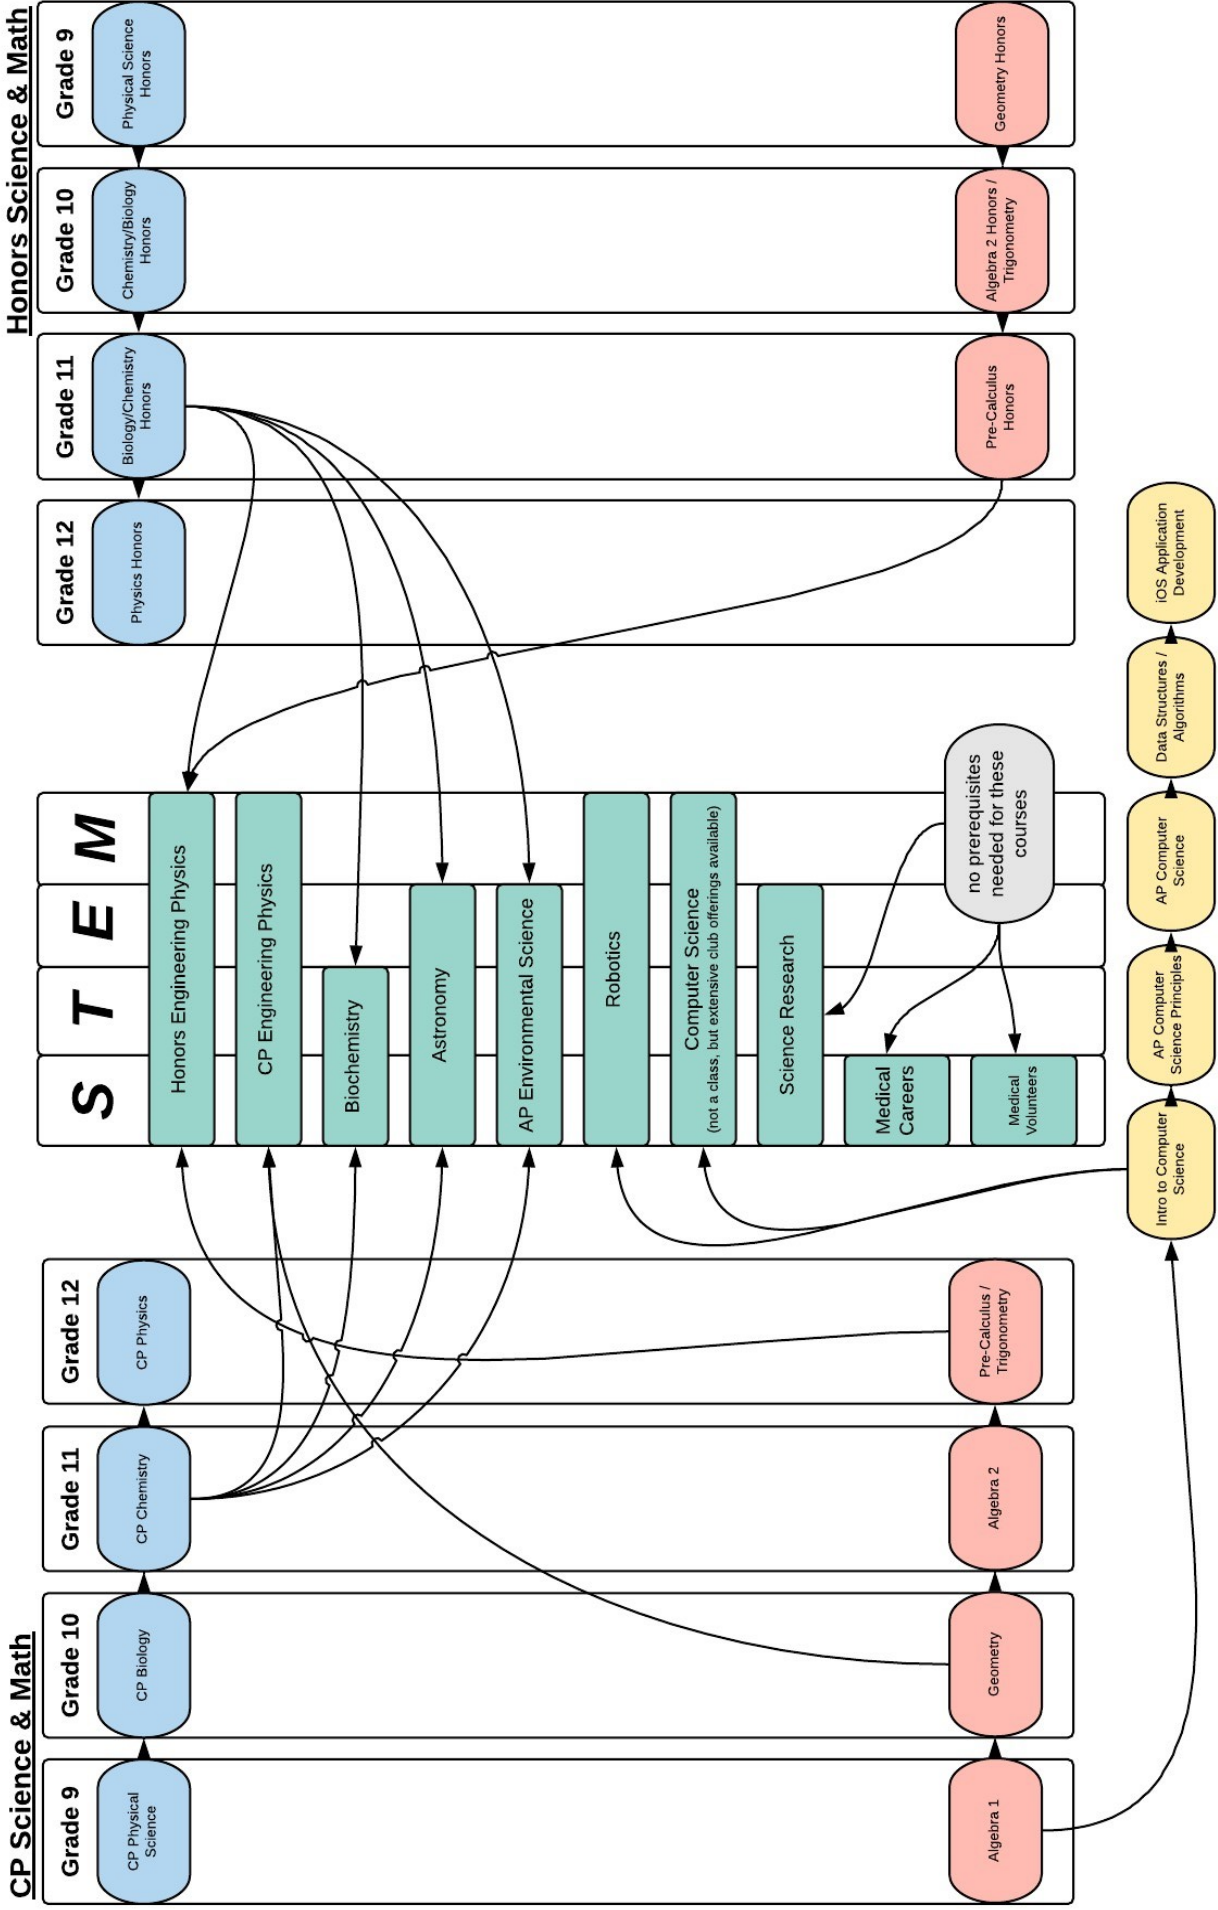 CP Science & Math
Honors Science & Math
Grade 9
Grade 10
Grade 11
Grade 12
S
T
E
M
Grade 12
Grade 11
Grade 10
Grade 9
CP Physical
Science
CP Biology
CP Chemistry
CP Physics
Physics Honors
Biology/Chemistry
Honors
Chemistry/Biology
Honors
Physical Science
Honors
Honors Engineering Physics
CP Engineering Physics
Biochemistry
Astronomy
AP Environmental Science
Robotics
Computer Science
(not a class, but extensive club offerings available)
Science Research
Medical
Careers
Medical
Volunteers
no prerequisites
needed for these
courses
Algebra 1
Geometry
Algebra 2
Pre-Calculus /
Trigonometry
Pre-Calculus
Honors
Algebra 2 Honors /
Trigonometry
Geometry Honors
Intro to Computer
Science
AP Computer
Science Principles
AP Computer
Science
Data Structures /
Algorithms
iOS Application
Development